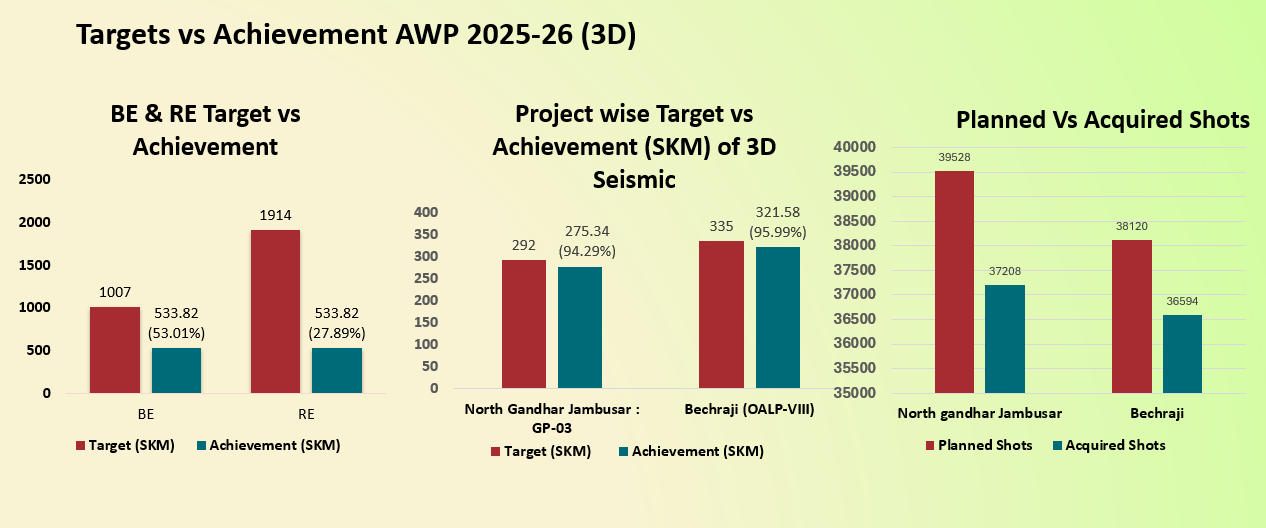 Targets vs Achievement AWP 2025-26 (3D)
BE & RE Target vs
Achievement
2500
2000
1500
1000
500
0
1007
533.82
(53.01%)
1914
533.82
(27.89%)
BE
RE
Target (SKM)
Achievement (SKM)
Project wise Target vs
Achievement (SKM) of 3D
Seismic
400
350
300
250
200
150
100
50
0
292
275.34
(94.29%)
335
321.58
(95.99%)
North Gandhar Jambusar :
GP-03
Bechraji (OALP-VIII)
Target (SKM)
Achievement (SKM)
Planned Vs Acquired Shots
40000
39500
39000
38500
38000
37500
37000
36500
36000
35500
35000
39528
37208
38120
36594
North gandhar Jambusar
Bechraji
Planned Shots
Acquired Shots